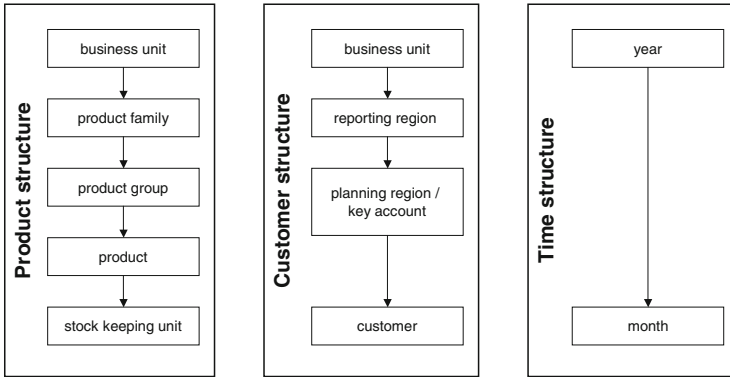 Product structure
business unit
product family
product group
product
stock keeping unit
Customer structure
business unit
reporting region
planning region /
key account
customer
Time structure
year
month